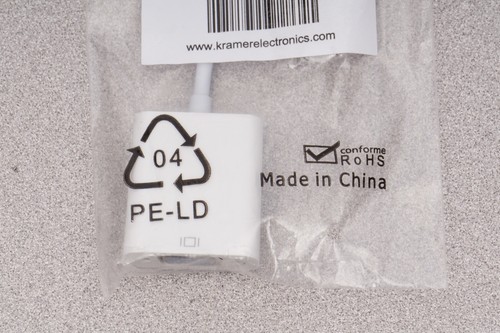 www.kramerelectronics.com
04
PE-LD
conforme
RoHS
Made in China